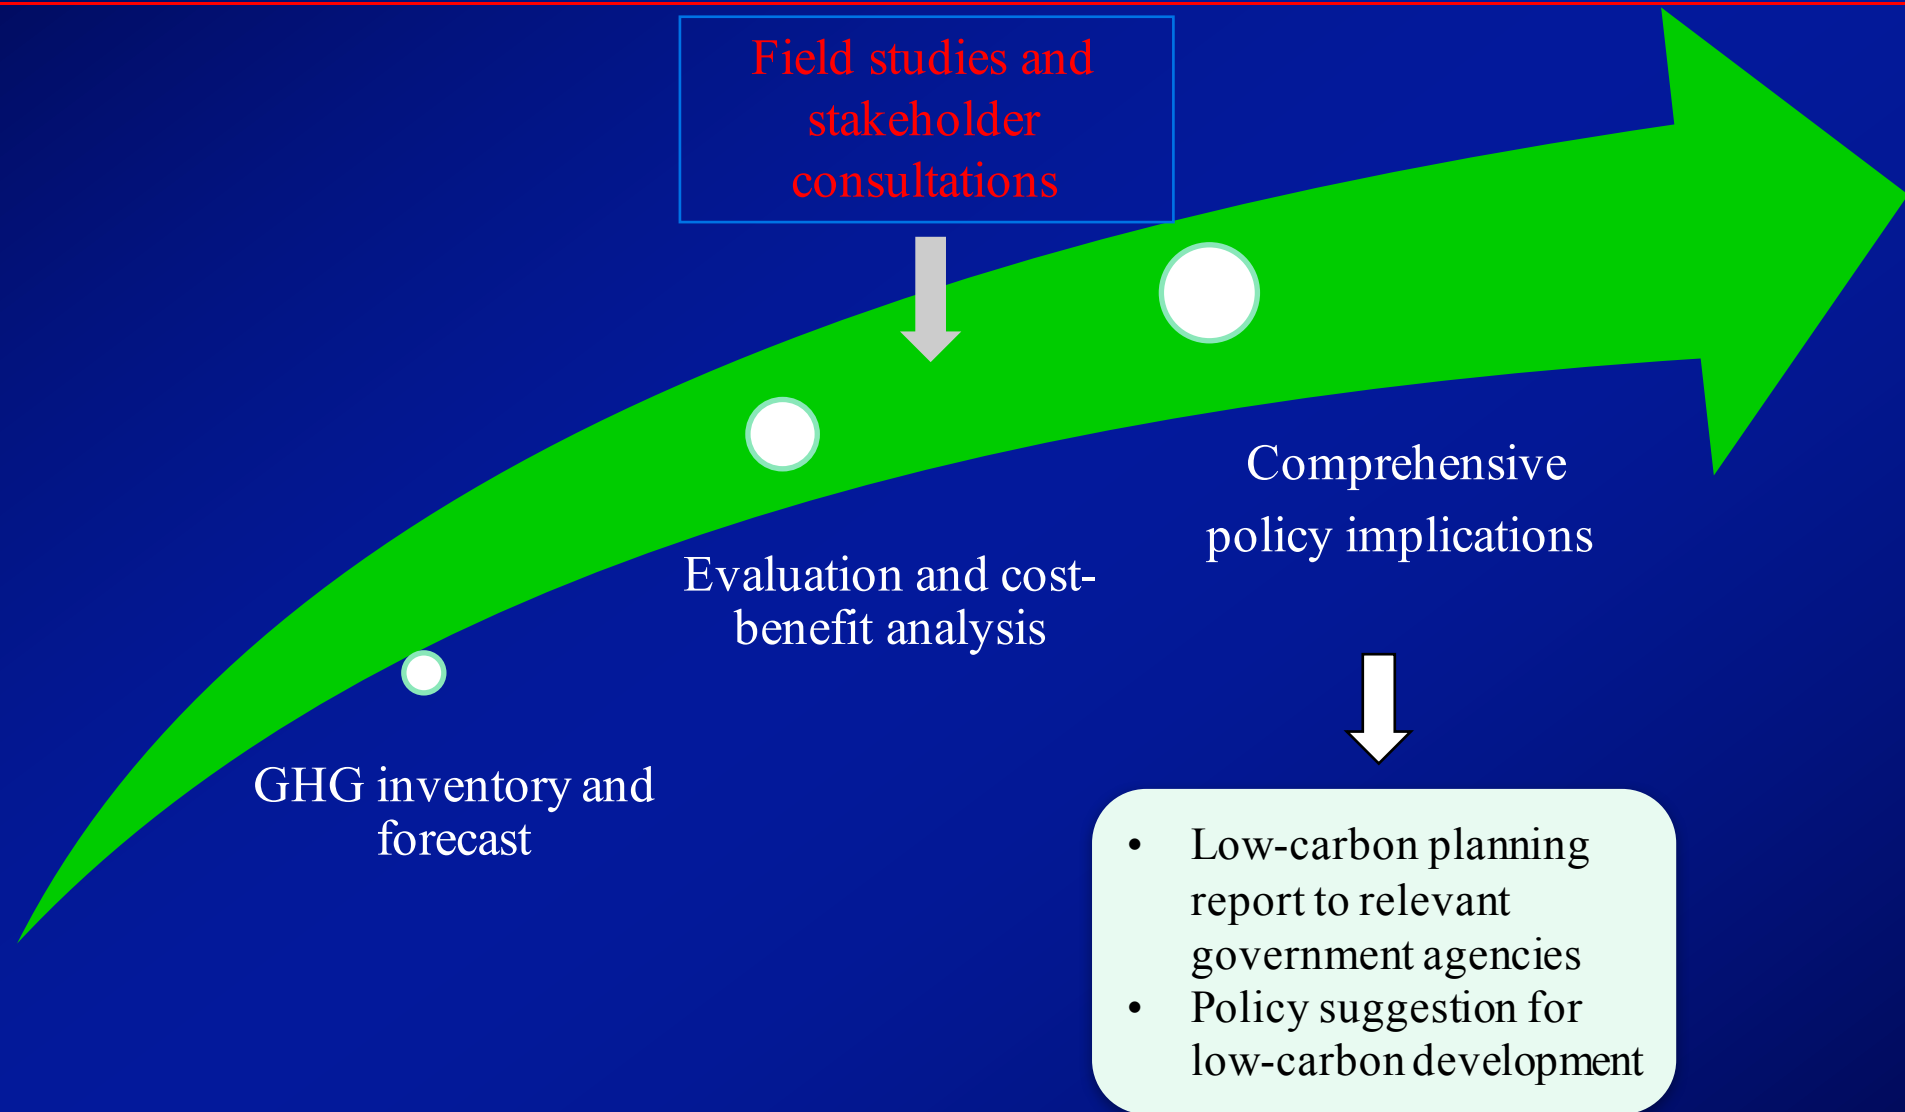 Field studies and
stakeholder
consultations
Comprehensive
policy implications
Evaluation and cost-
benefit analysis
GHG inventory and
forecast
• Low-carbon planning
report to relevant
government agencies
• Policy suggestion for
low-carbon development